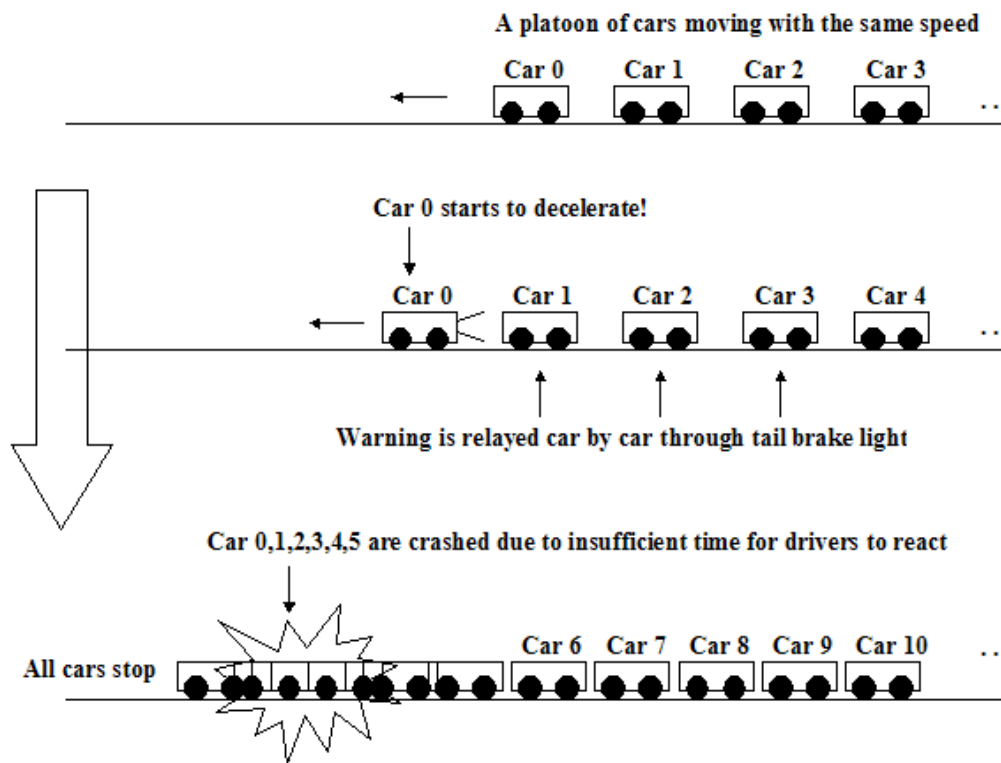 A platoon of cars moving with the same speed
Car 0 Car 1 Car 2 Car 3
. .
Car 0 starts to decelerate!
Car 0 Car 1 Car 2 Car 3 Car 4
. .
Warning is relayed car by car through tail brake light
Car 0,1,2,3,4,5 are crashed due to insufficient time for drivers to react
Car 6 Car 7 Car 8 Car 9 Car 10
All cars stop
. .